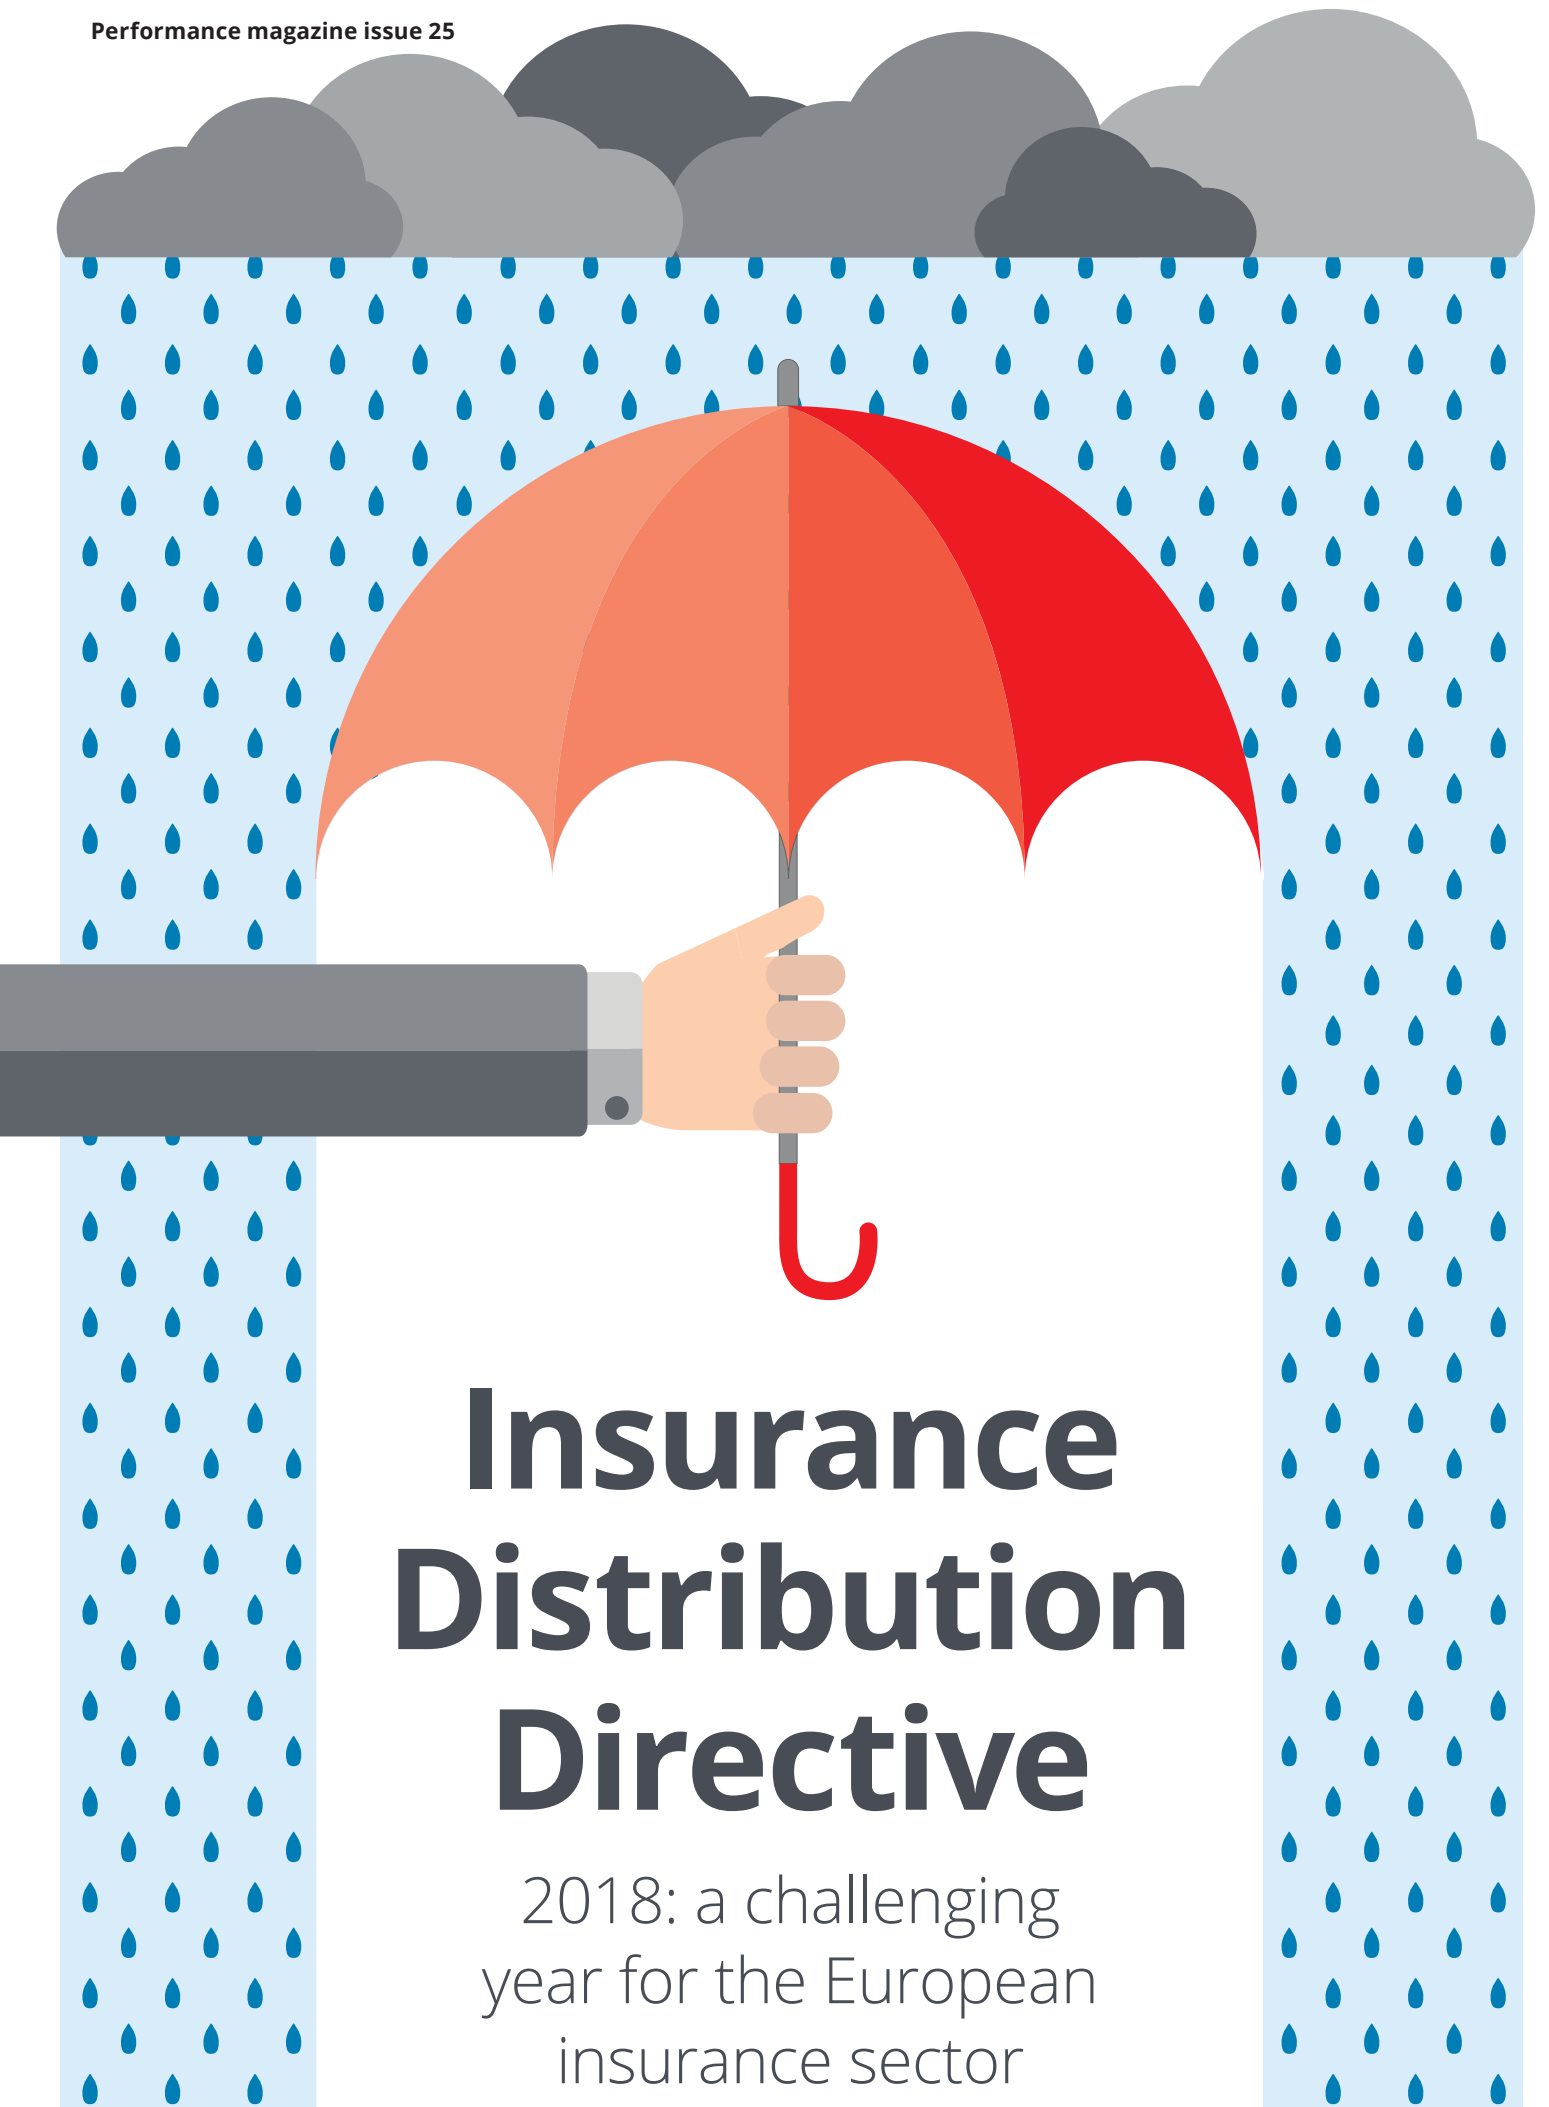 Performance magazine issue 25
Insurance
Distribution
Directive
2018: a challenging
year for the European
insurance sector